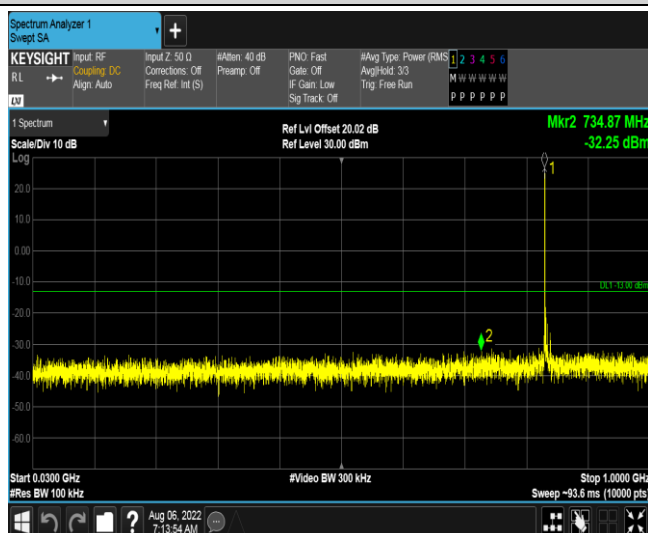 Spectrum Analyzer 1
Swept SA
+
KEYSIGHT
RL
LXI
Input: RF
Coupling: DC
Align: Auto
Input Z: 50 Ω
Corrections: Off
Freq Ref: Int (S)
#Atten: 40 dB
Preamp: Off
PNO: Fast
Gate: Off
IF Gain: Low
Sig Track: Off
#Avg Type: Power (RMS
Avg|Hold: 3/3
Trig: Free Run
1 2 3 4 5 6
M W W W W W
P P P P P P
1 Spectrum
Scale/Div 10 dB
Ref Lvl Offset 20.02 dB
Ref Level 30.00 dBm
Mkr2 734.87 MHz
-32.25 dBm
Log
1
20.0
10.0
0.00
-10.0
DL1 -13.00 dBm
-20.0
2
-30.0
-40.0
-50.0
-60.0
Start 0.0300 GHz
#Video BW 300 kHz
Stop 1.0000 GHz
#Res BW 100 kHz
Sweep ~93.6 ms (10000 pts)
?
Aug 06, 2022
7:13:54 AM